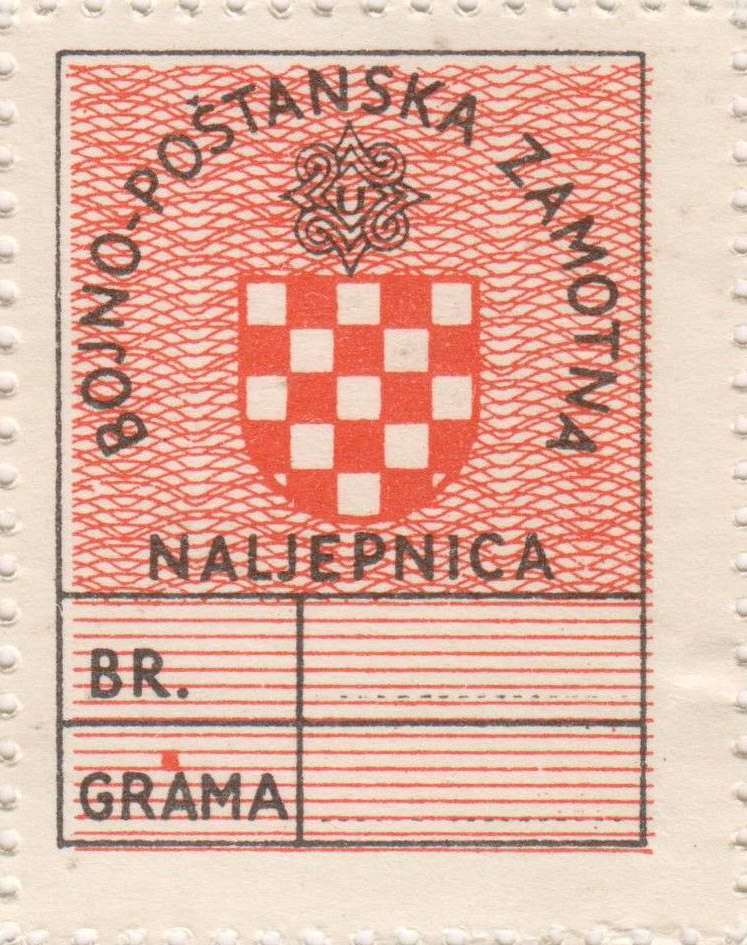 BOJNO-POŠTANSKA ZAMOTNA
U
NALJEPNICA
BR.
GRAMA